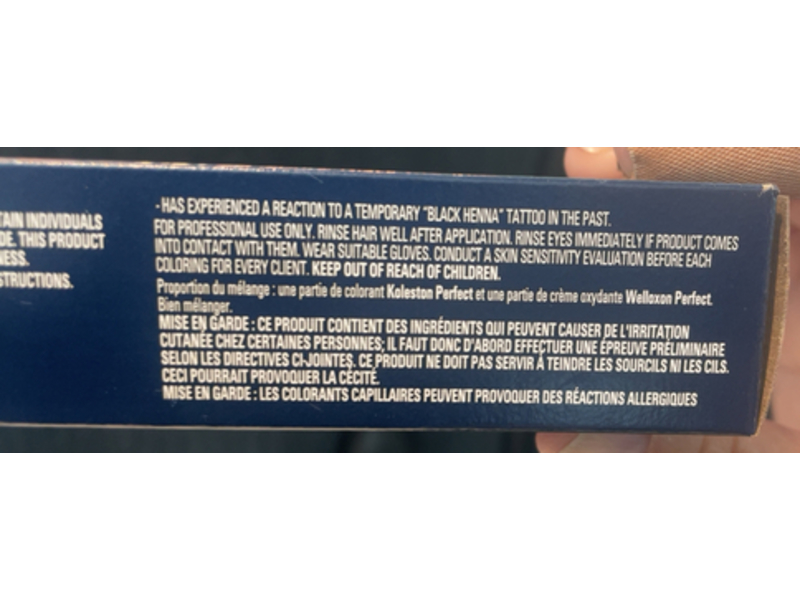 TAIN INDIVIDUALS
DE. THIS PRODUCT
NESS.
STRUCTIONS.
- HAS EXPERIENCED A REACTION TO A TEMPORARY "BLACK HENNA" TATTOO IN THE PAST.
FOR PROFESSIONAL USE ONLY. RINSE HAIR WELL AFTER APPLICATION. RINSE EYES IMMEDIATELY IF PRODUCT COMES
INTO CONTACT WITH THEM. WEAR SUITABLE GLOVES. CONDUCT A SKIN SENSITIVITY EVALUATION BEFORE EACH
COLORING FOR EVERY CLIENT. KEEP OUT OF REACH OF CHILDREN.
Proportion du mélange : une partie de colorant Koleston Perfect et une partie de crème oxydante Welloxon Perfect.
Bien mélanger.
MISE EN GARDE : CE PRODUIT CONTIENT DES INGRÉDIENTS QUI PEUVENT CAUSER DE L'IRRITATION
CUTANÉE CHEZ CERTAINES PERSONNES; IL FAUT DONC D'ABORD EFFECTUER UNE ÉPREUVE PRÉLIMINAIRE
SELON LES DIRECTIVES CI-JOINTES. CE PRODUIT NE DOIT PAS SERVIR À TEINDRE LES SOURCILS NI LES CILS.
CECI POURRAIT PROVOQUER LA CÉCITÉ.
MISE EN GARDE : LES COLORANTS CAPILLAIRES PEUVENT PROVOQUER DES RÉACTIONS ALLERGIQUES